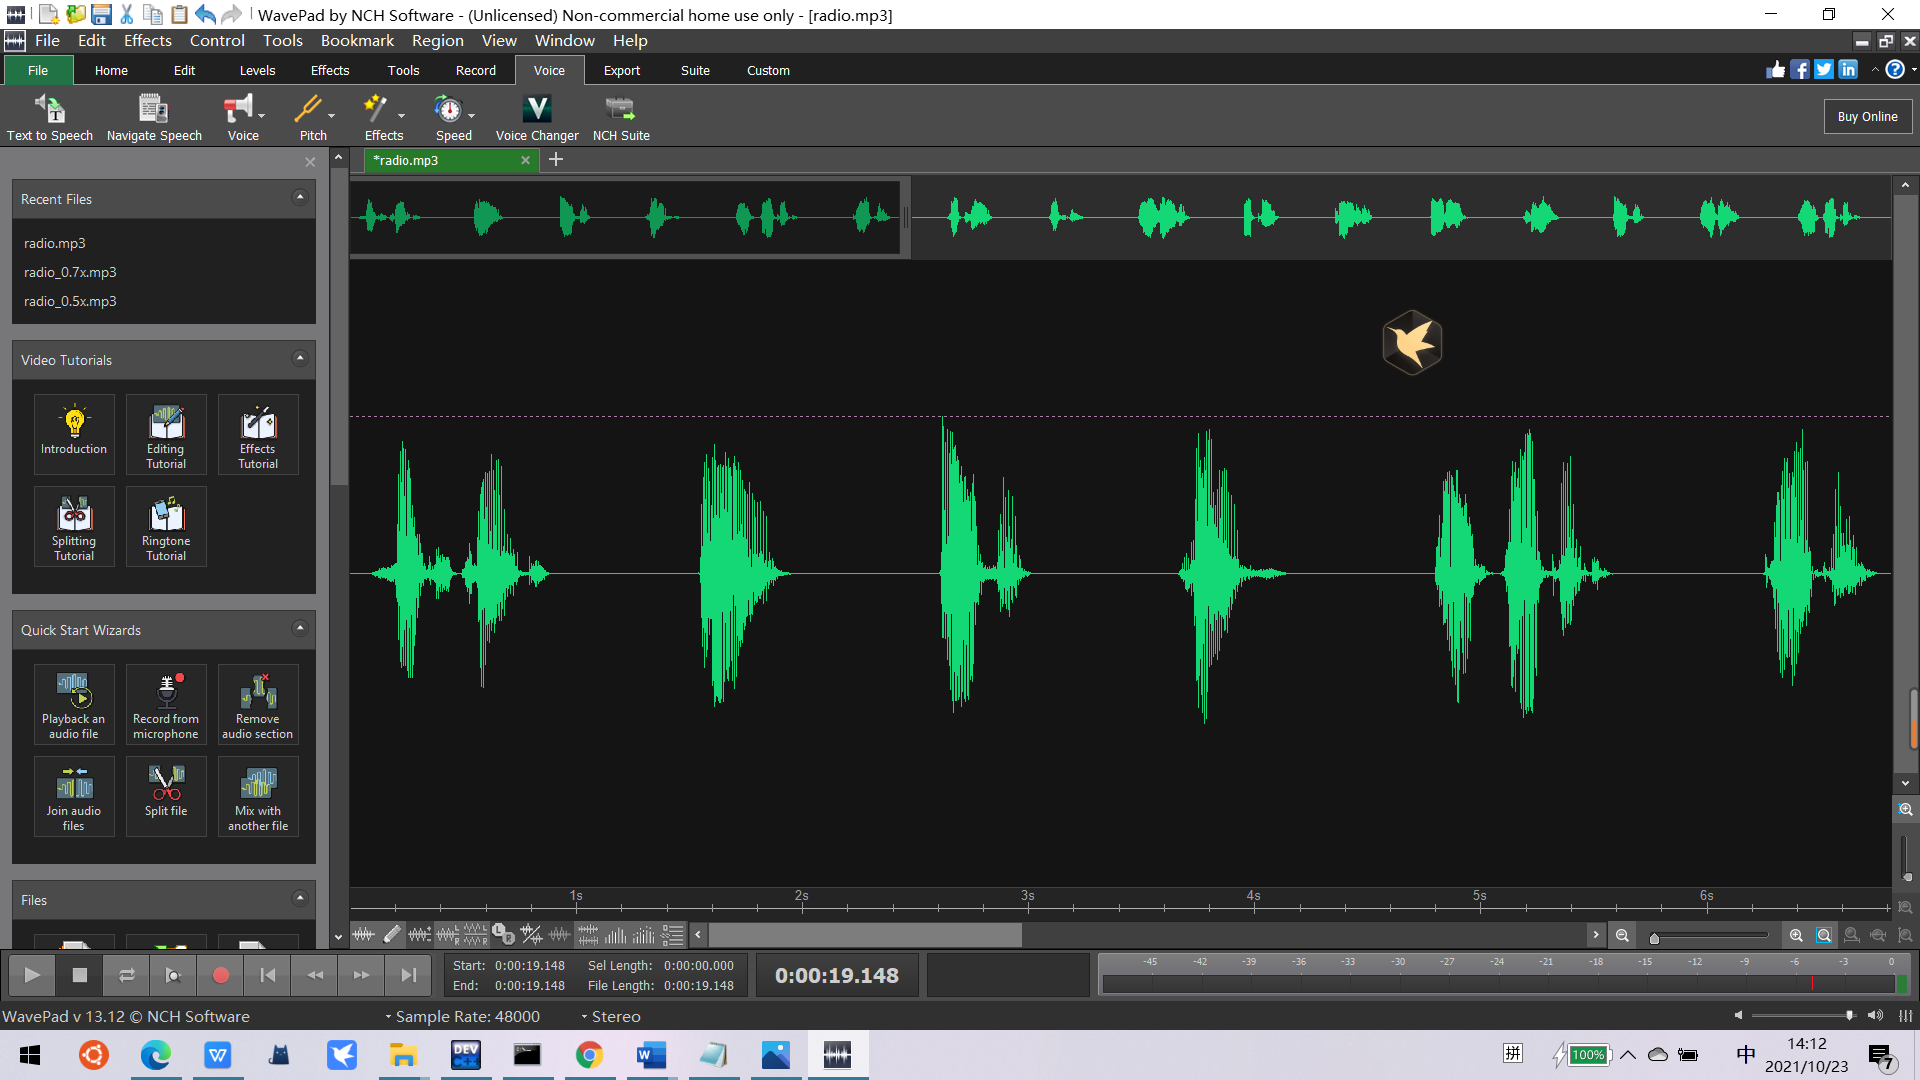 WavePad by NCH Software - (Unlicensed) Non-commercial home use only - [radio.mp3]
File Edit Effects Control Tools Bookmark Region View Window Help
File Home Edit Levels Effects Tools Record Voice Export Suite Custom
Text to Speech Navigate Speech Voice Pitch Effects Speed Voice Changer NCH Suite
Buy Online
*radio.mp3
Recent Files
radio.mp3
radio_0.7x.mp3
radio_0.5x.mp3
Video Tutorials
Introduction
Editing
Tutorial
Effects
Tutorial
Splitting
Tutorial
Ringtone
Tutorial
Quick Start Wizards
Playback an
audio file
Record from
microphone
Remove
audio section
Join audio
files
Split file
Mix with
another file
Files
1s 2s 3s 4s 5s 6s
Start: 0:00:19.148 Sel Length: 0:00:00.000
End: 0:00:19.148 File Length: 0:00:19.148
0:00:19.148
-45 -42 -39 -36 -33 -30 -27 -24 -21 -18 -15 -12 -9 -6 -3 0
WavePad v 13.12 © NCH Software
Sample Rate: 48000
Stereo
DEV
C++
拼
100%
中
14:12
2021/10/23
7